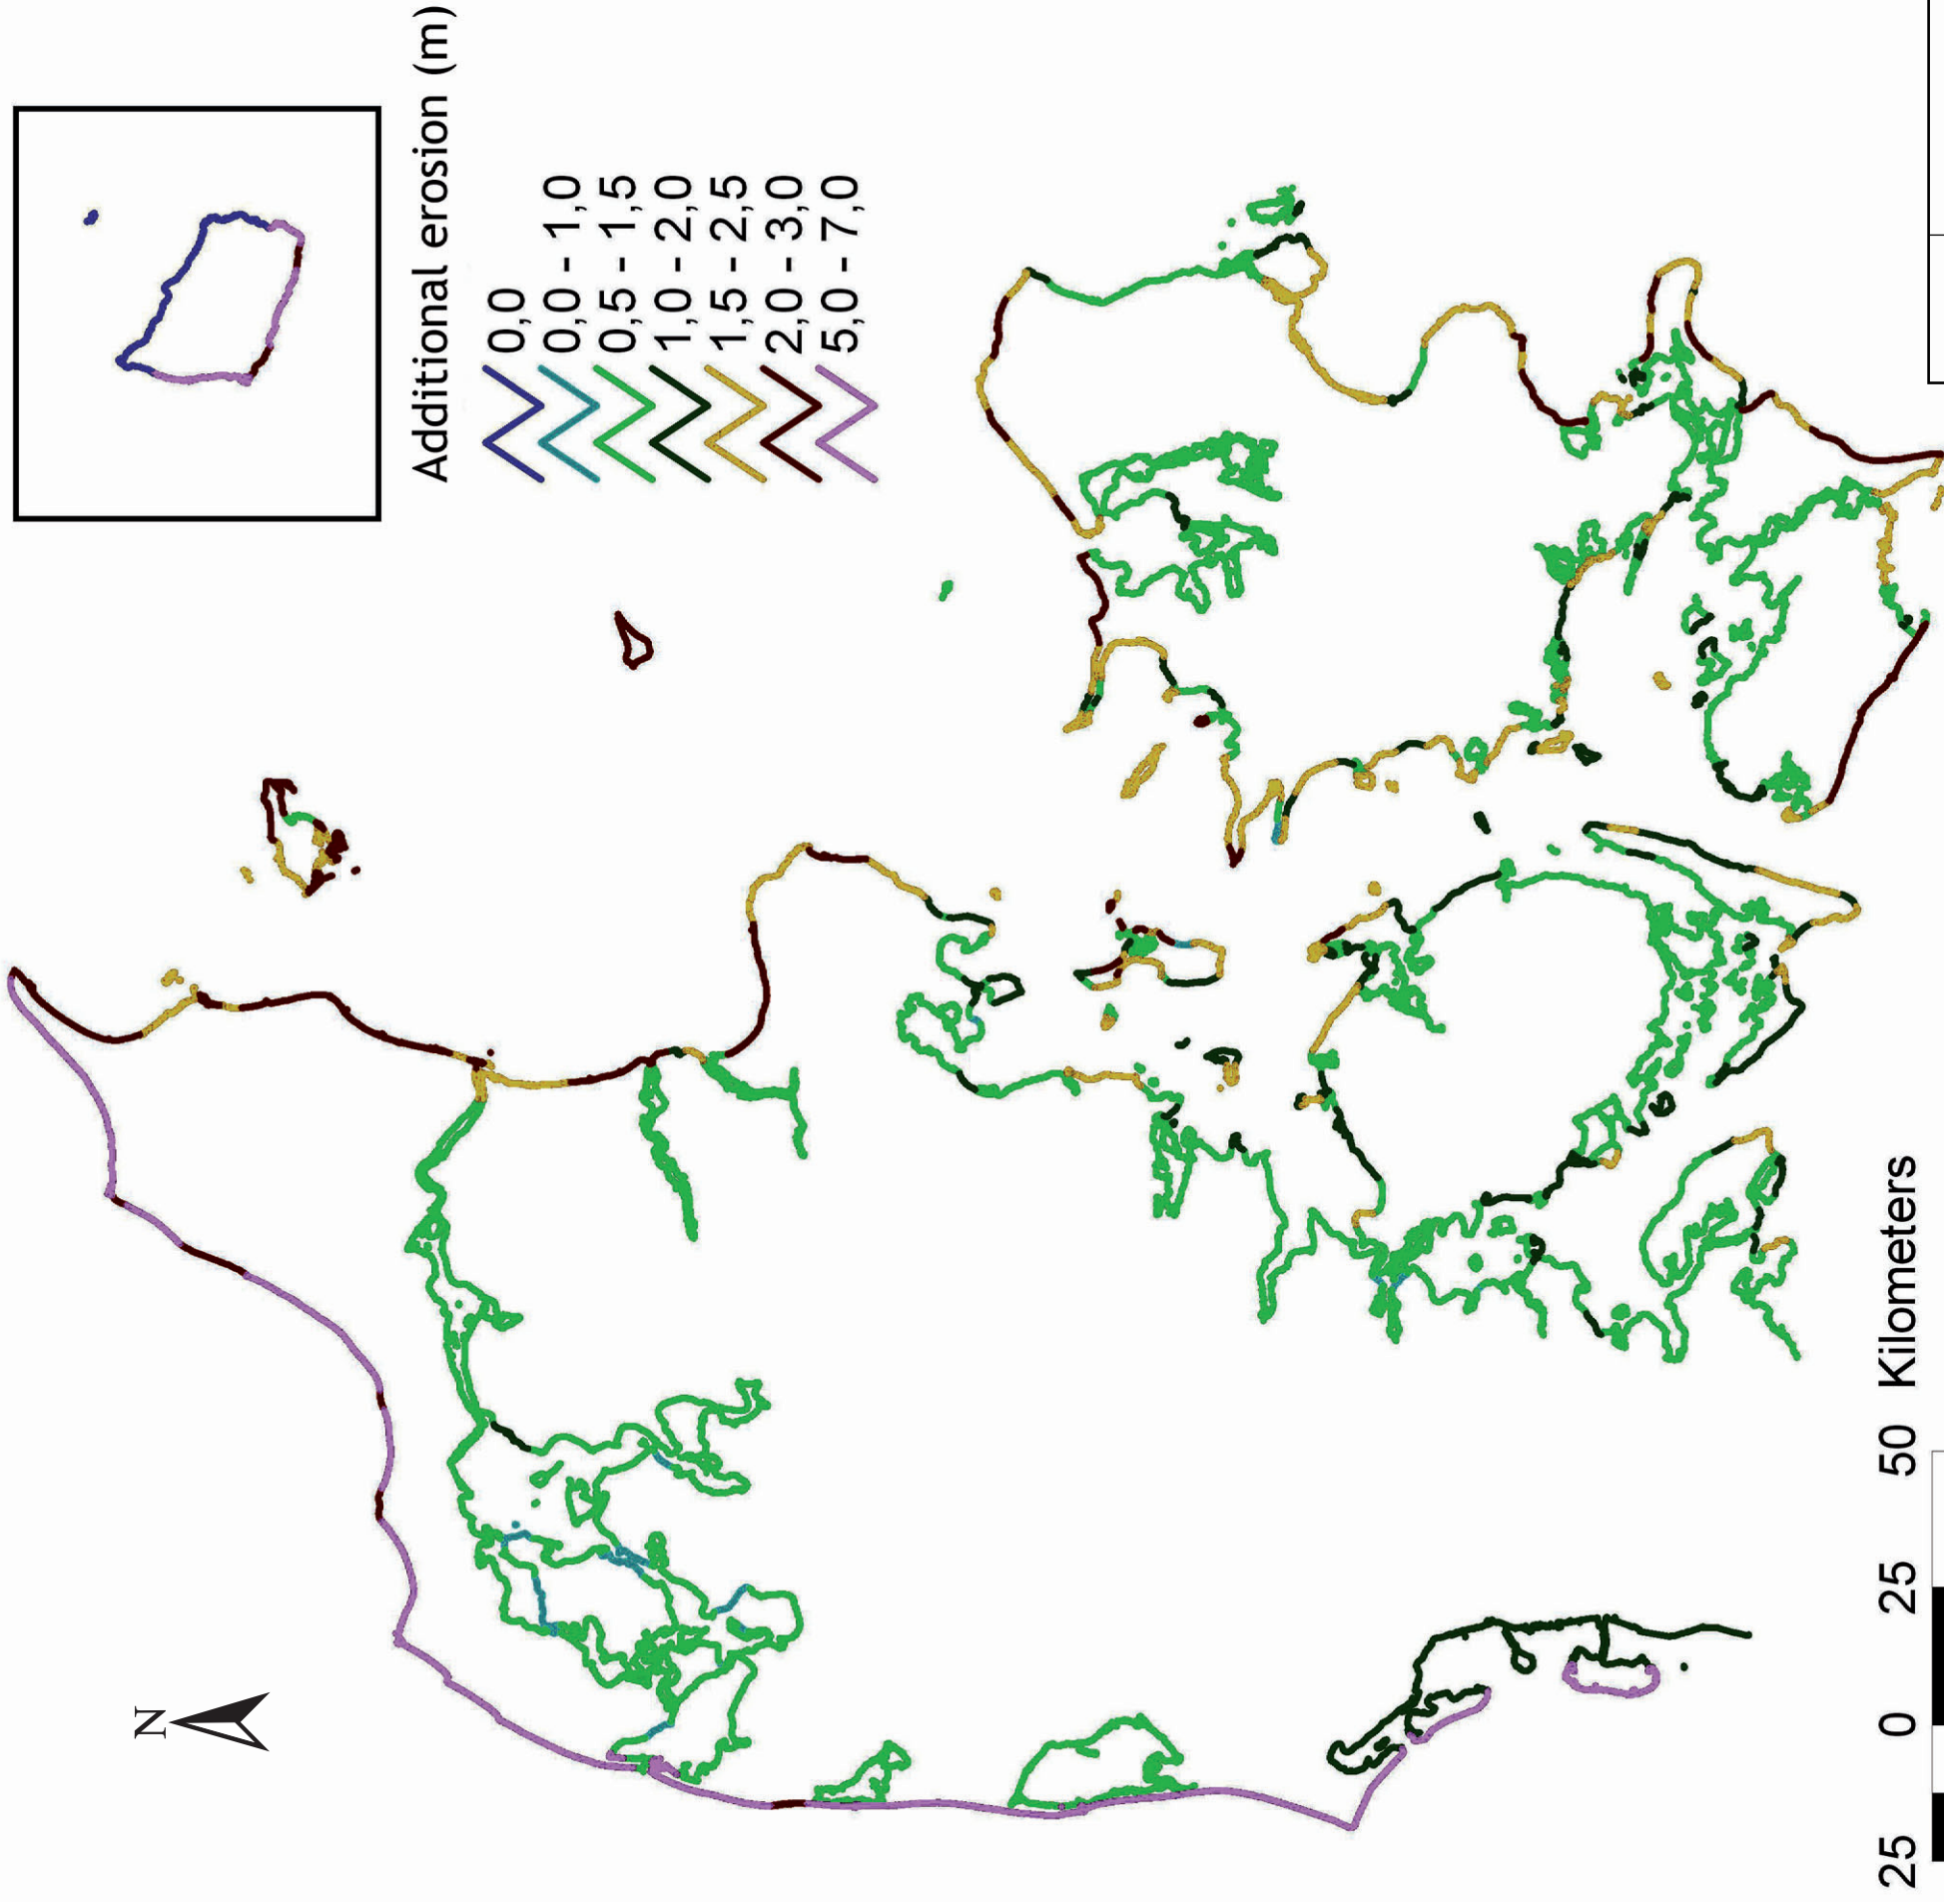 Additional erosion (m)
0,0
0,0 - 1,0
0,5 - 1,5
1,0 - 2,0
1,5 - 2,5
2,0 - 3,0
5,0 - 7,0
N
25 0 25 50 Kilometers